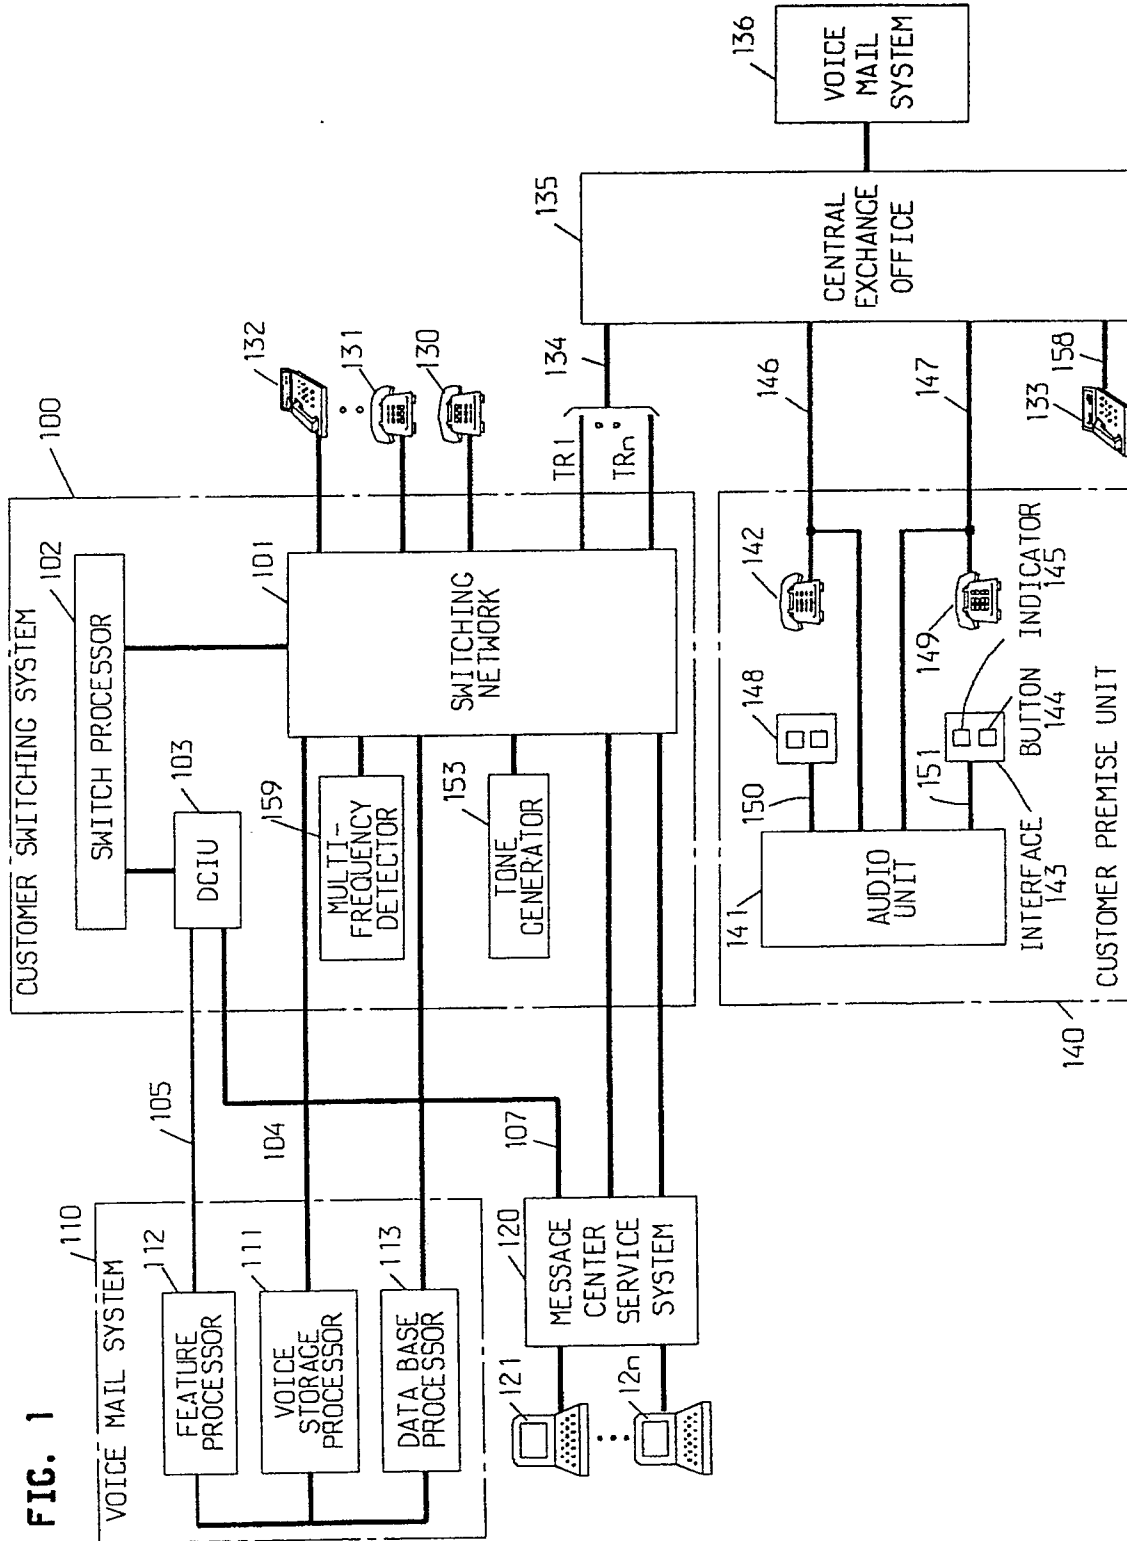 FIG. 1
VOICE MAIL SYSTEM
110
FEATURE
PROCESSOR
112
VOICE
STORAGE
PROCESSOR
111
DATA BASE
PROCESSOR
113
105
104
107
MESSAGE
CENTER
SERVICE
SYSTEM
120
121
12n
CUSTOMER SWITCHING SYSTEM
100
SWITCH PROCESSOR
102
DCIU
103
SWITCHING
NETWORK
101
MULTI-
FREQUENCY
DETECTOR
159
TONE
GENERATOR
153
132
131
130
TR1
TRn
134
CENTRAL
EXCHANGE
OFFICE
135
VOICE
MAIL
SYSTEM
136
146
147
158
133
142
148
149
150
151
AUDIO
UNIT
141
INTERFACE
143
BUTTON
144
INDICATOR
145
CUSTOMER PREMISE UNIT
140